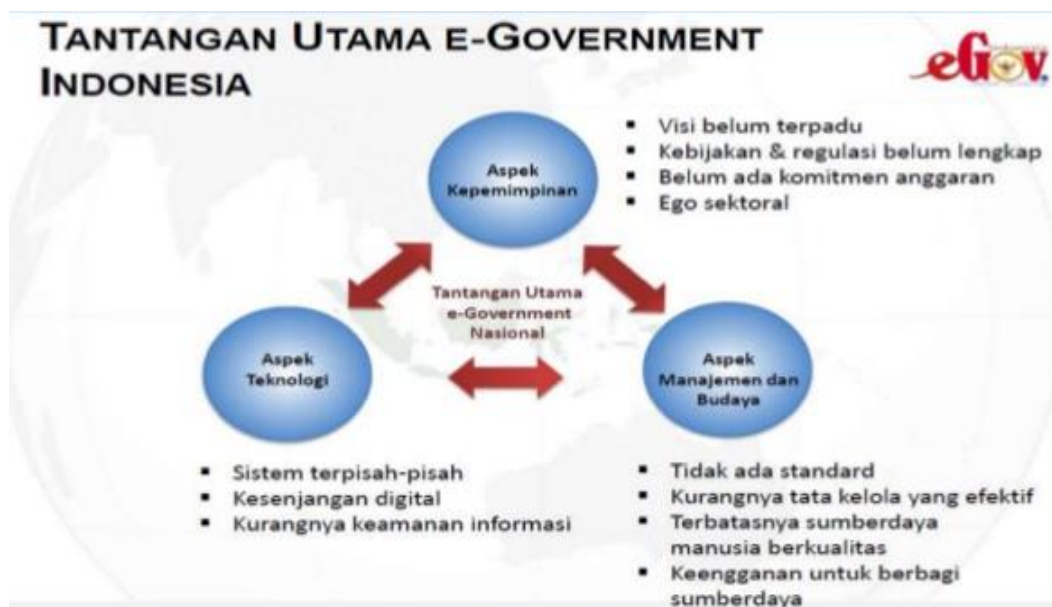 TANTANGAN UTAMA E-GOVERNMENT
INDONESIA
eGov
Aspek
Kepemimpinan
▪ Visi belum terpadu
▪ Kebijakan & regulasi belum lengkap
▪ Belum ada komitmen anggaran
▪ Ego sektoral
Tantangan Utama
e-Government
Nasional
Aspek
Teknologi
Aspek
Manajemen dan
Budaya
▪ Sistem terpisah-pisah
▪ Kesenjangan digital
▪ Kurangnya keamanan informasi
▪ Tidak ada standard
▪ Kurangnya tata kelola yang efektif
▪ Terbatasnya sumberdaya
manusia berkualitas
▪ Keengganan untuk berbagi
sumberdaya